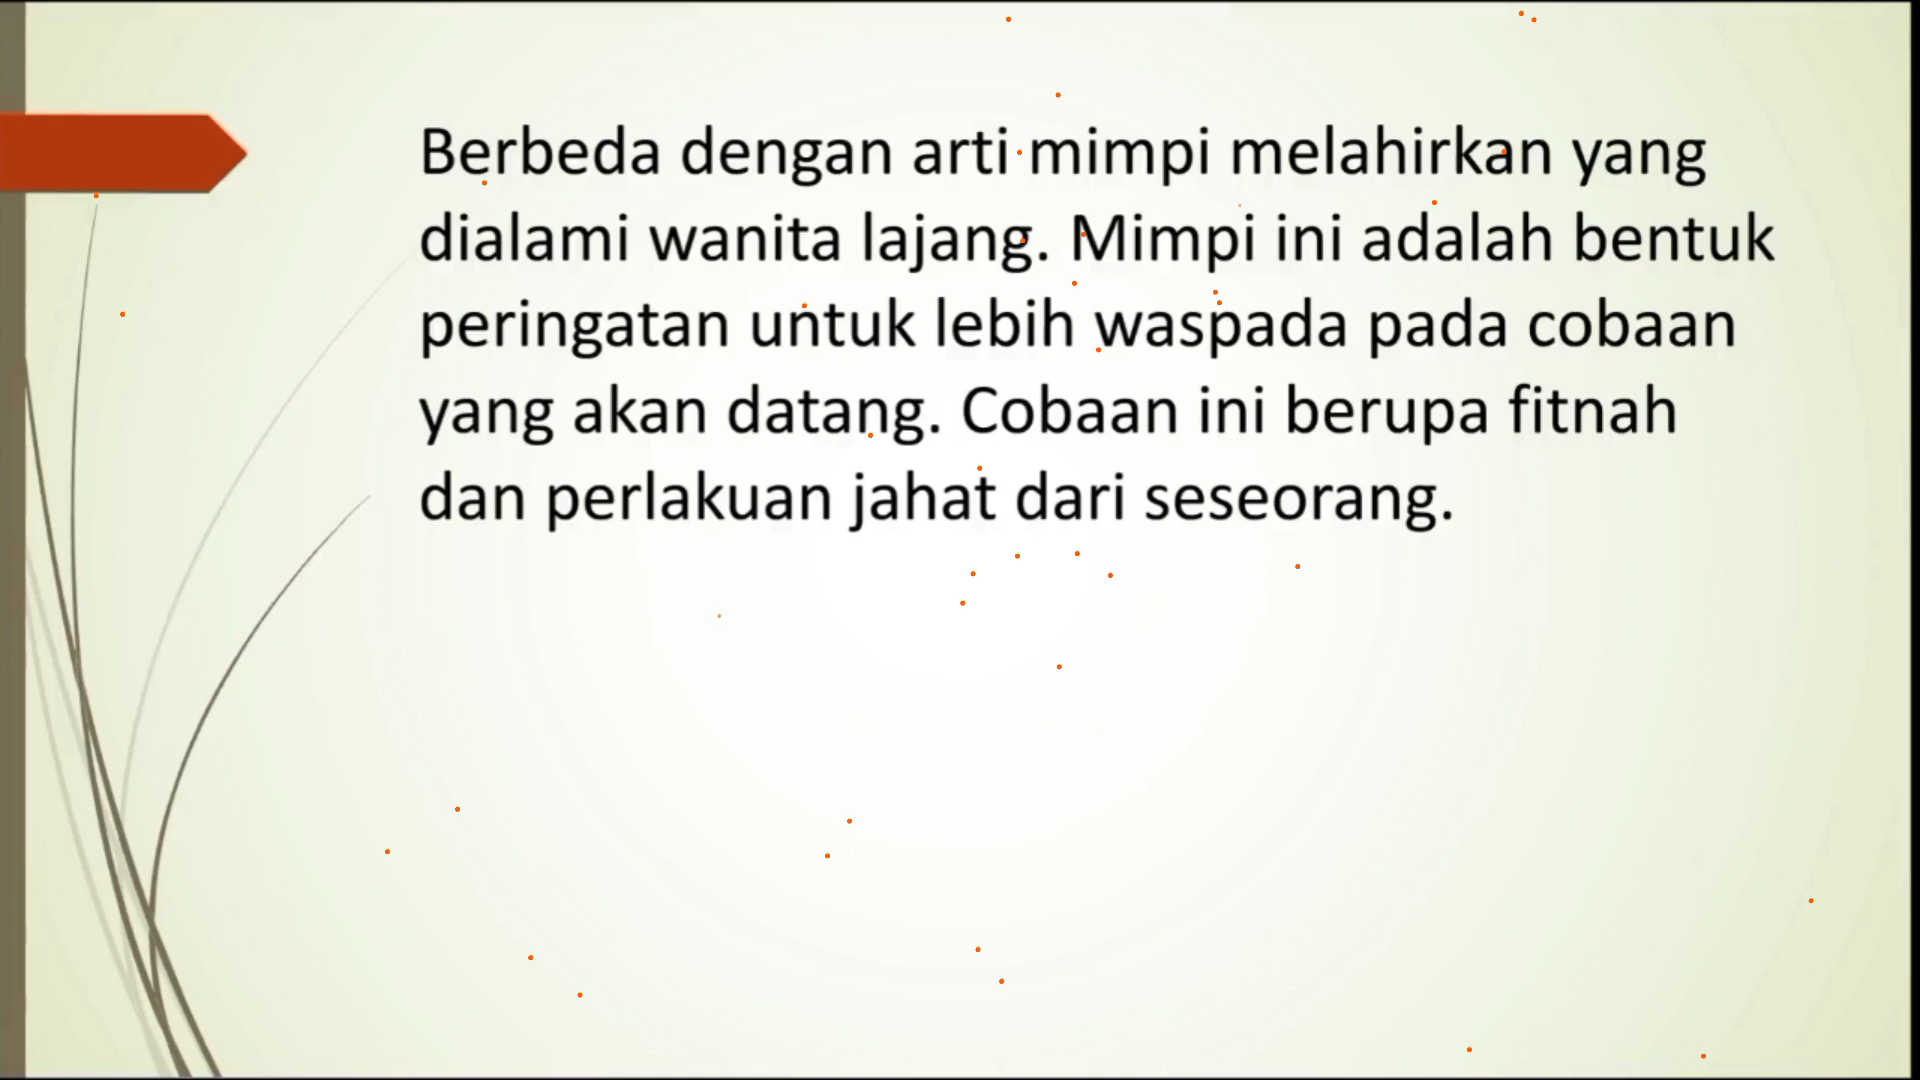 Berbeda dengan arti mimpi melahirkan yang
dialami wanita lajang. Mimpi ini adalah bentuk
peringatan untuk lebih waspada pada cobaan
yang akan datang. Cobaan ini berupa fitnah
dan perlakuan jahat dari seseorang.